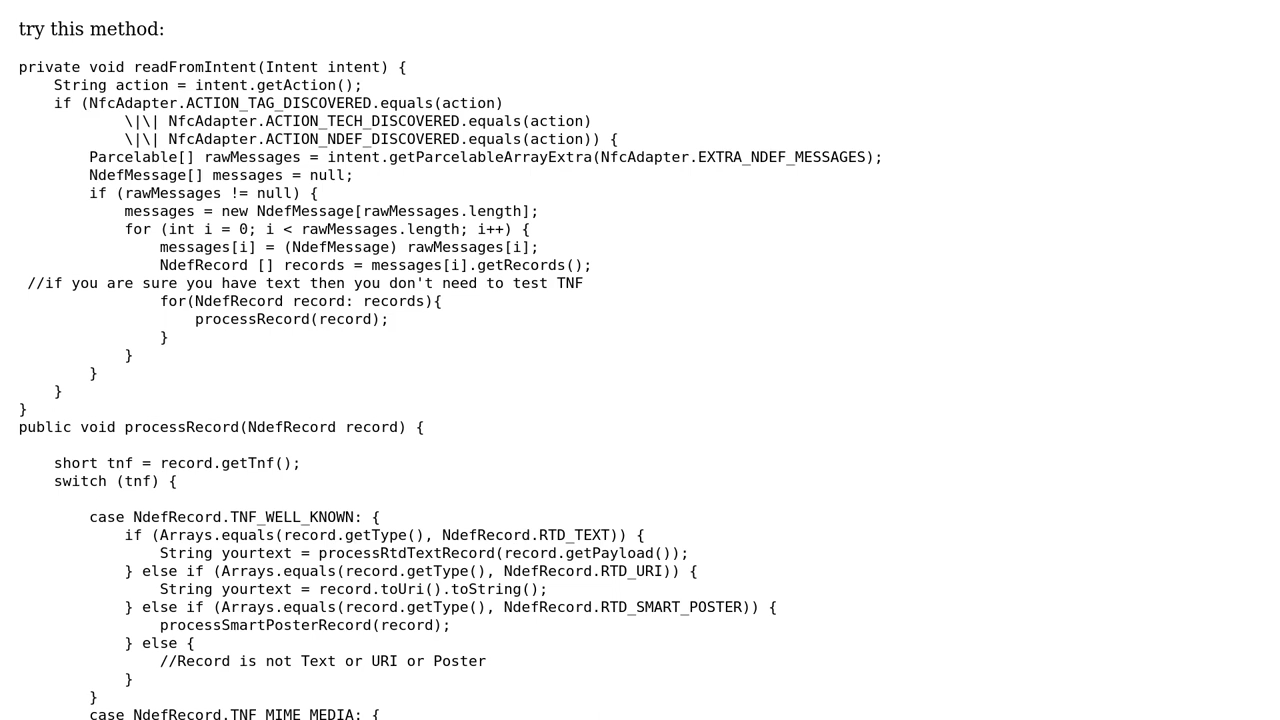 try this method:
private void readFromIntent(Intent intent) {
    String action = intent.getAction();
    if (NfcAdapter.ACTION_TAG_DISCOVERED.equals(action)
            \|\| NfcAdapter.ACTION_TECH_DISCOVERED.equals(action)
            \|\| NfcAdapter.ACTION_NDEF_DISCOVERED.equals(action)) {
        Parcelable[] rawMessages = intent.getParcelableArrayExtra(NfcAdapter.EXTRA_NDEF_MESSAGES);
        NdefMessage[] messages = null;
        if (rawMessages != null) {
            messages = new NdefMessage[rawMessages.length];
            for (int i = 0; i < rawMessages.length; i++) {
                messages[i] = (NdefMessage) rawMessages[i];
                NdefRecord [] records = messages[i].getRecords();
 //if you are sure you have text then you don't need to test TNF
                for(NdefRecord record: records){
                    processRecord(record);
                }
            }
        }
    }
}
public void processRecord(NdefRecord record) {

    short tnf = record.getTnf();
    switch (tnf) {

        case NdefRecord.TNF_WELL_KNOWN: {
            if (Arrays.equals(record.getType(), NdefRecord.RTD_TEXT)) {
                String yourtext = processRtdTextRecord(record.getPayload());
            } else if (Arrays.equals(record.getType(), NdefRecord.RTD_URI)) {
                String yourtext = record.toUri().toString();
            } else if (Arrays.equals(record.getType(), NdefRecord.RTD_SMART_POSTER)) {
                processSmartPosterRecord(record);
            } else {
                //Record is not Text or URI or Poster
            }
        }
        case NdefRecord.TNF_MIME_MEDIA: {